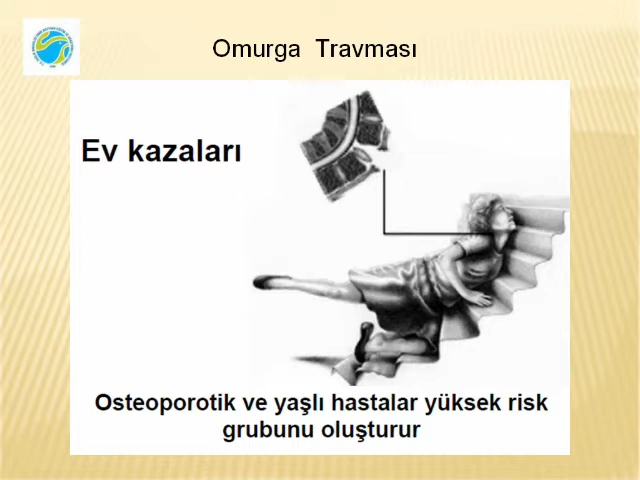 Omurga Travması
Ev kazaları
Osteoporotik ve yaşlı hastalar yüksek risk
grubunu oluşturur